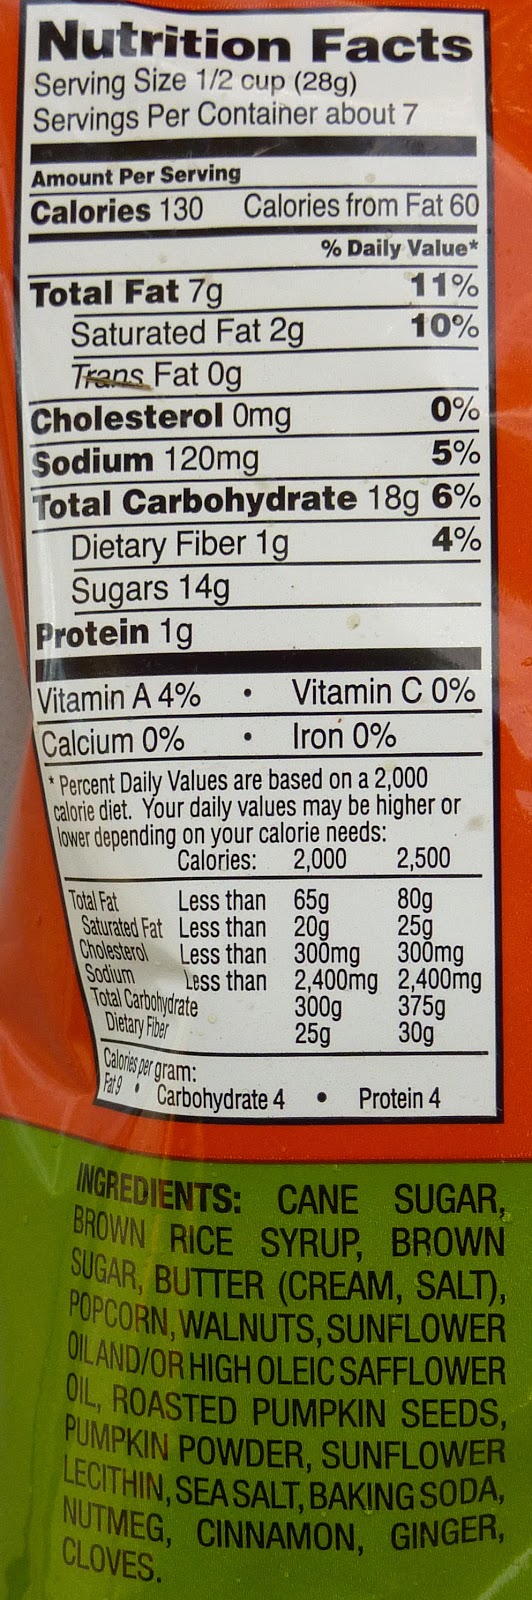 Nutrition Facts
Serving Size 1/2 cup (28g)
Servings Per Container about 7
Amount Per Serving
Calories 130 Calories from Fat 60
% Daily Value*
Total Fat 7g 11%
Saturated Fat 2g 10%
Trans Fat 0g
Cholesterol 0mg 0%
Sodium 120mg 5%
Total Carbohydrate 18g 6%
Dietary Fiber 1g 4%
Sugars 14g
Protein 1g
Vitamin A 4% • Vitamin C 0%
Calcium 0% • Iron 0%
* Percent Daily Values are based on a 2,000
calorie diet. Your daily values may be higher or
lower depending on your calorie needs:
Calories: 2,000 2,500
Total Fat Less than 65g 80g
Saturated Fat Less than 20g 25g
Cholesterol Less than 300mg 300mg
Sodium Less than 2,400mg 2,400mg
Total Carbohydrate 300g 375g
Dietary Fiber 25g 30g
Calories per gram:
Fat 9 • Carbohydrate 4 • Protein 4
INGREDIENTS: CANE SUGAR,
BROWN RICE SYRUP, BROWN
SUGAR, BUTTER (CREAM, SALT),
POPCORN, WALNUTS, SUNFLOWER
OIL AND/OR HIGH OLEIC SAFFLOWER
OIL, ROASTED PUMPKIN SEEDS,
PUMPKIN POWDER, SUNFLOWER
LECITHIN, SEA SALT, BAKING SODA,
NUTMEG, CINNAMON, GINGER,
CLOVES.